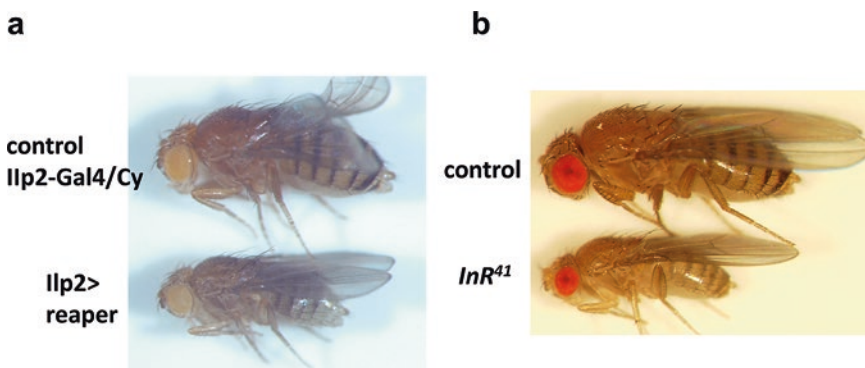 a
control
Ilp2-Gal4/Cy
Ilp2>
reaper
b
control
InR41